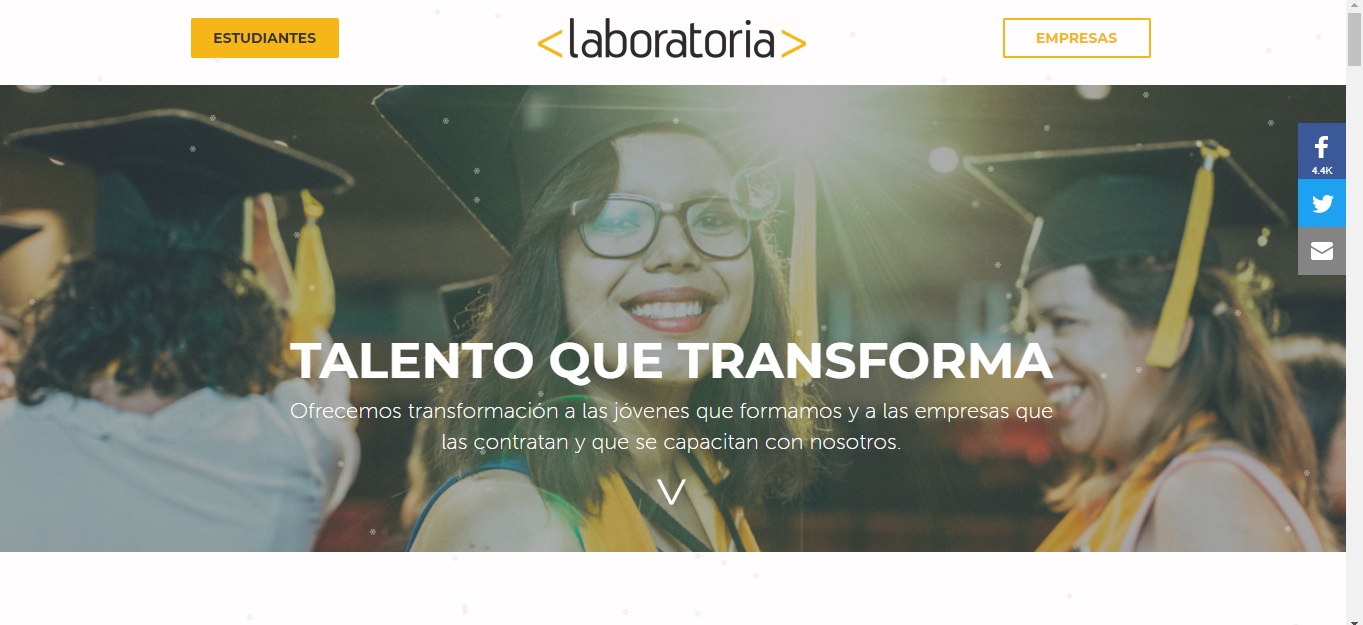 ESTUDIANTES
<laboratoria>
EMPRESAS
4.4K
TALENTO QUE TRANSFORMA
Ofrecemos transformación a las jóvenes que formamos y a las empresas que
las contratan y que se capacitan con nosotros.